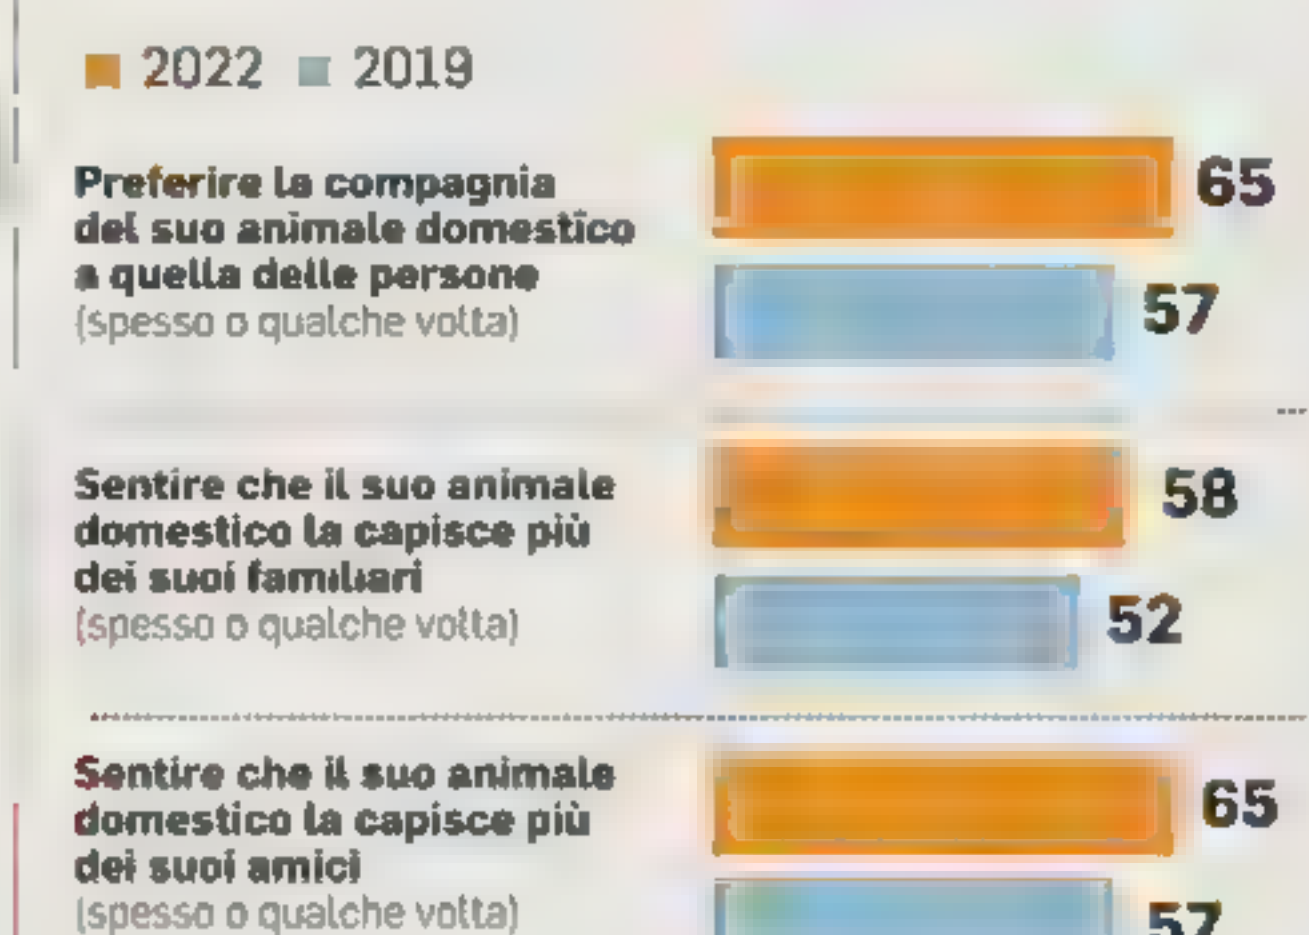 2022 2019
Preferire la compagnia
del suo animale domestico
a quella delle persone
(spesso o qualche volta)
65
57
Sentire che il suo animale
domestico la capisce più
dei suoi familiari
(spesso o qualche volta)
58
52
Sentire che il suo animale
domestico la capisce più
dei suoi amici
(spesso o qualche volta)
65
57